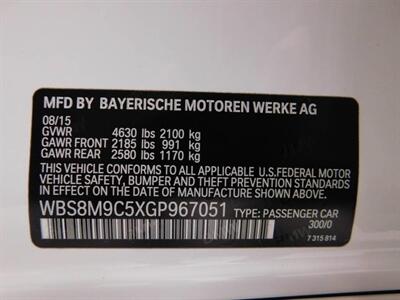 MFD BY BAYERISCHE MOTOREN WERKE AG
08/15
GVWR 4630 lbs 2100 kg
GAWR FRONT 2185 lbs 991 kg
GAWR REAR 2580 lbs 1170 kg
THIS VEHICLE CONFORMS TO ALL APPLICABLE U.S.FEDERAL MOTOR
VEHICLE SAFETY, BUMPER, AND THEFT PREVENTION STANDARDS
IN EFFECT ON THE DATE OF MANUFACTURE SHOWN ABOVE.
WBS8M9C5XGP967051 TYPE: PASSENGER CAR
300/0
7 315 814